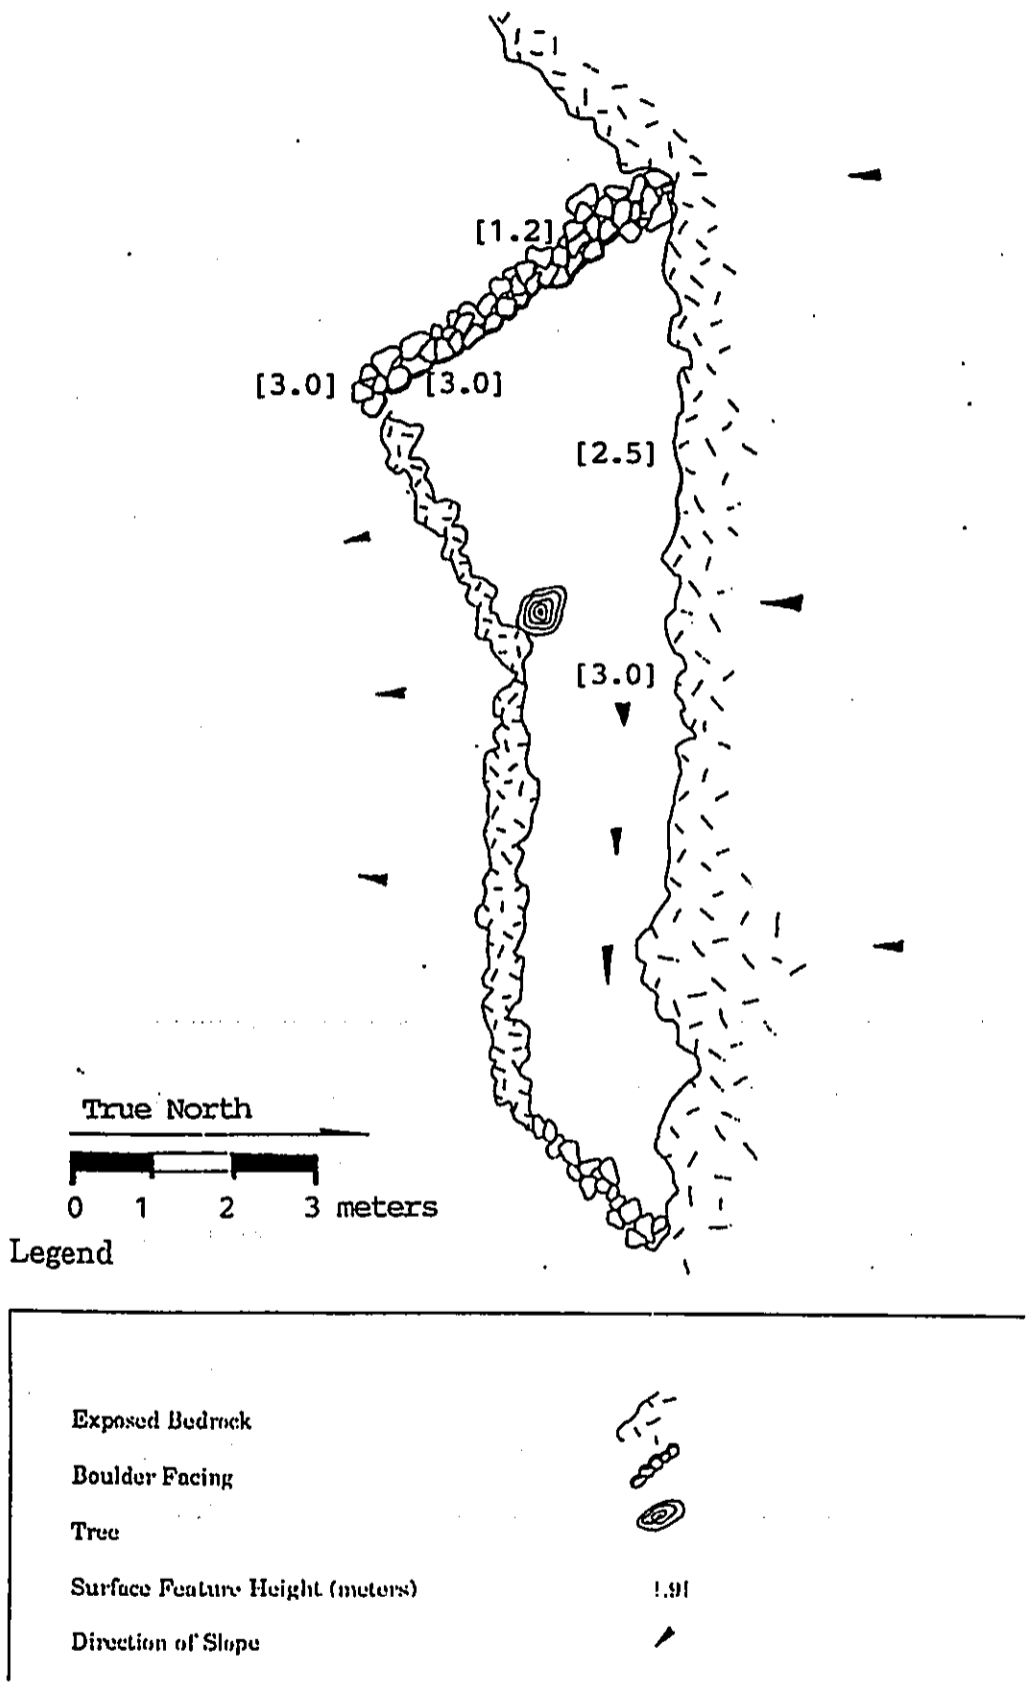 [1.2]
[3.0] [3.0]
[2.5]
[3.0]
True North
0 1 2 3 meters
Legend
Exposed Bedrock
Boulder Facing
Tree
Surface Feature Height (meters)
Direction of Slope